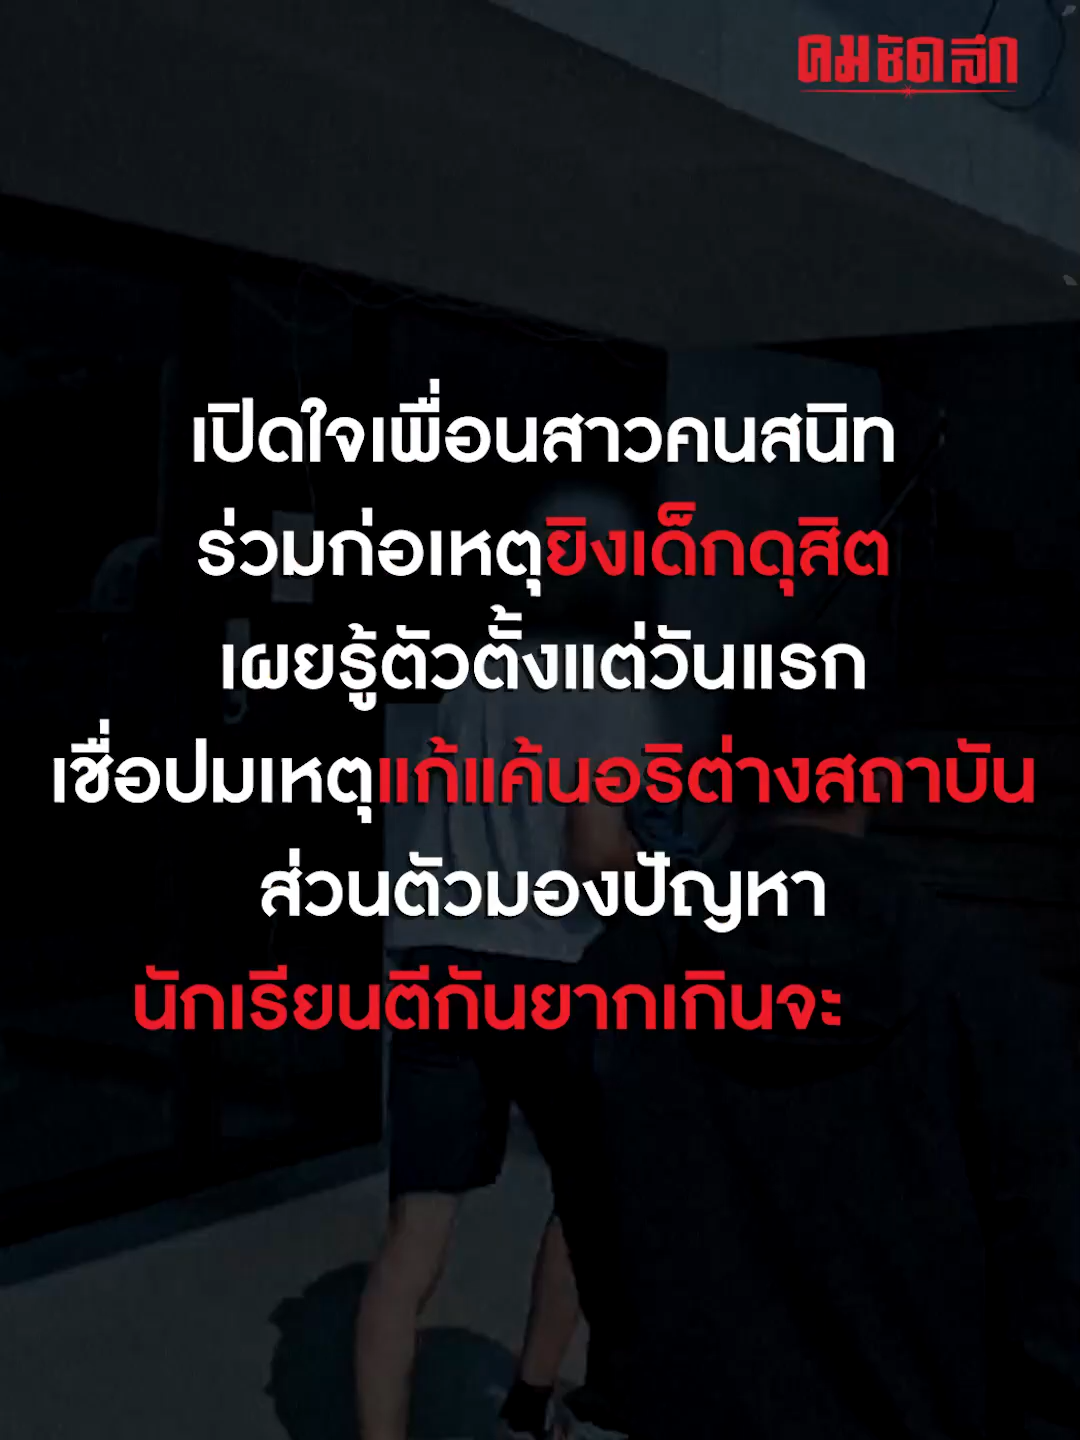 คมชัดลึก
เปิดใจเพื่อนสาวคนสนิท
ร่วมก่อเหตุยิงเด็กดุสิต
เผยรู้ตัวตั้งแต่วันแรก
เชื่อปมเหตุแก้แค้นอริต่างสถาบัน
ส่วนตัวมองปัญหา
นักเรียนตีกันยากเกินจะ